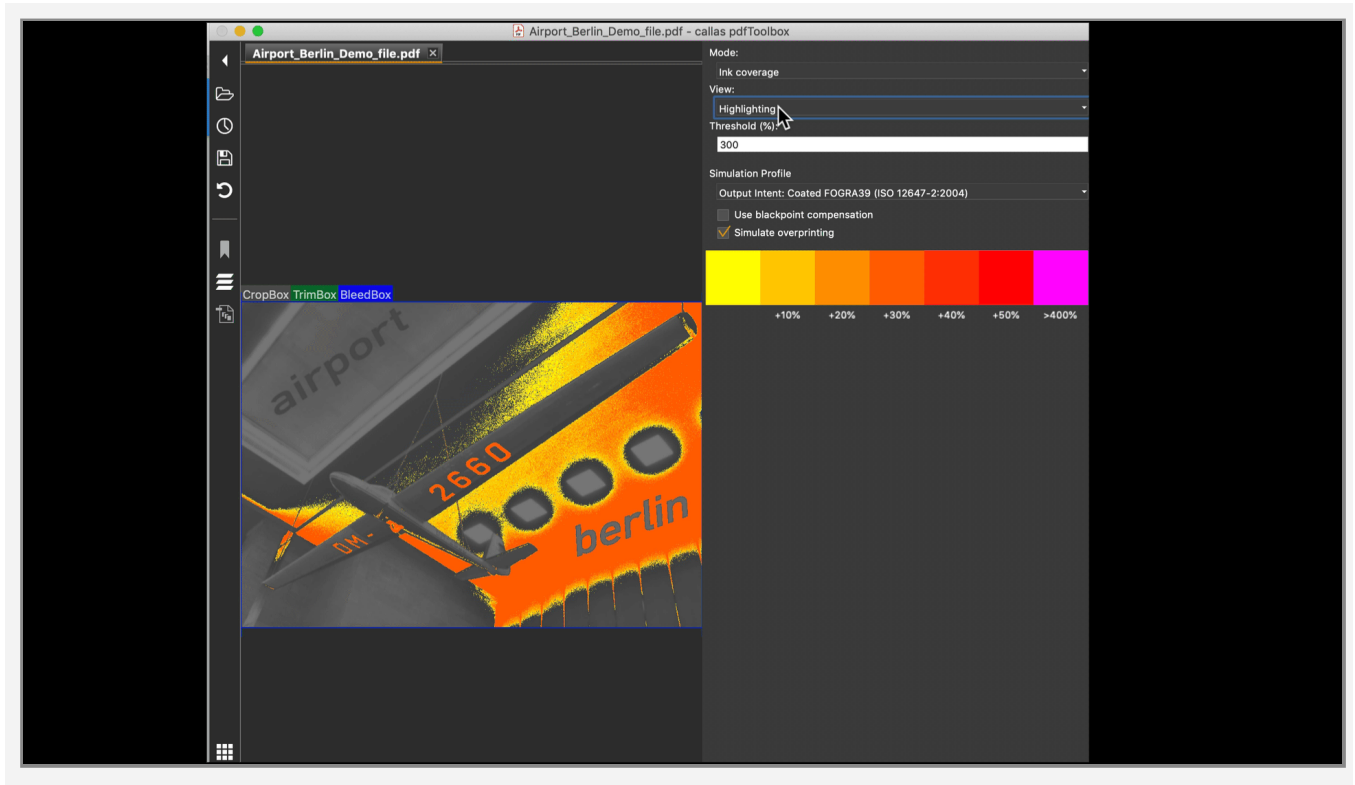 Airport_Berlin_Demo_file.pdf - callas pdfToolbox
Airport_Berlin_Demo_file.pdf ×
Mode:
Ink coverage
View:
Highlighting
Threshold (%):
300
Simulation Profile
Output Intent: Coated FOGRA39 (ISO 12647-2:2004)
Use blackpoint compensation
Simulate overprinting
+10% +20% +30% +40% +50% >400%
CropBox TrimBox BleedBox
airport
2660
DM-
berlin